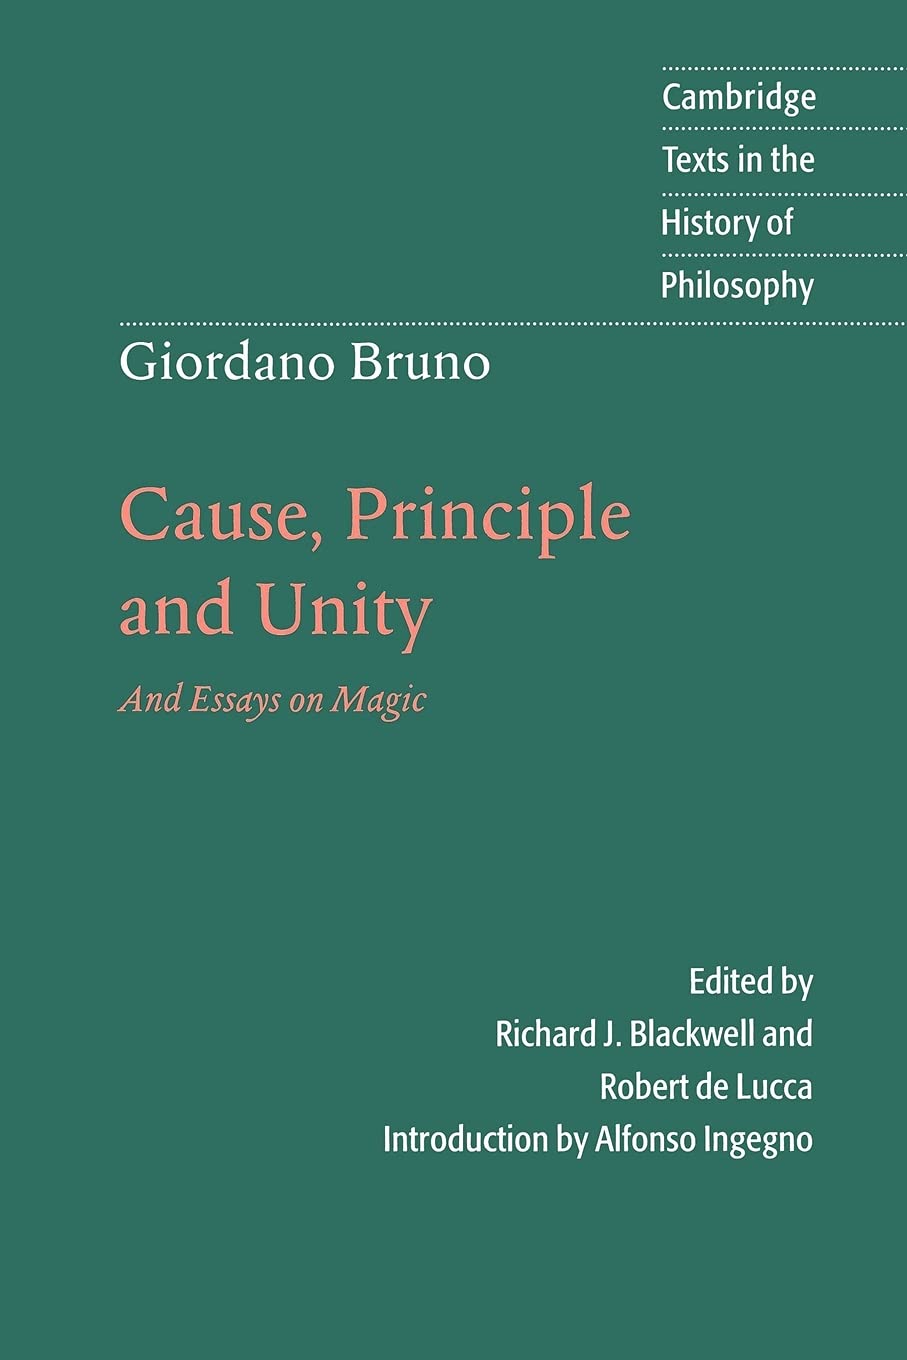 Cambridge
Texts in the
History of
Philosophy
Giordano Bruno
Cause, Principle
and Unity
And Essays on Magic
Edited by
Richard J. Blackwell and
Robert de Lucca
Introduction by Alfonso Ingegno